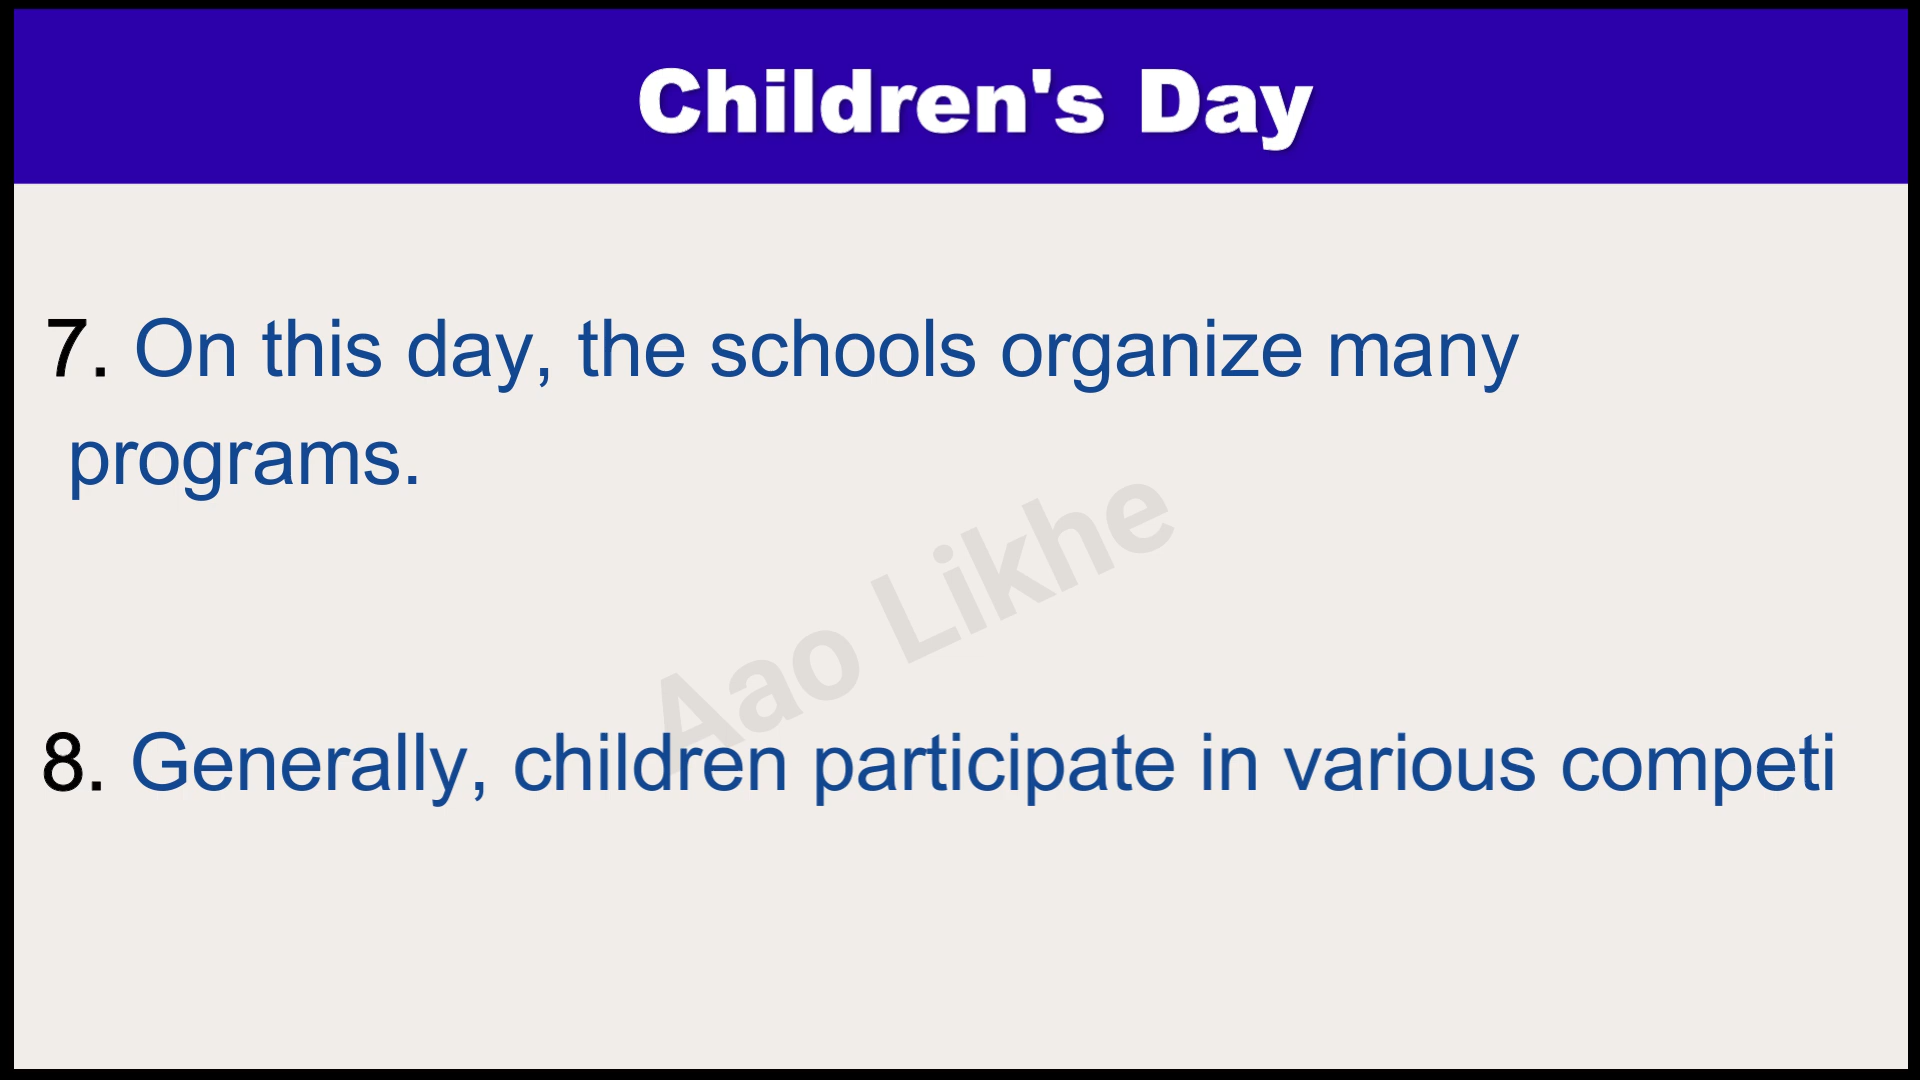 Children's Day
7. On this day, the schools organize many
programs.
Aao Likhe
8. Generally, children participate in various competi